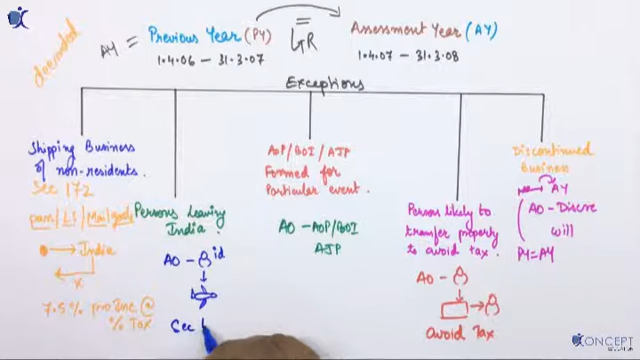 AY = Previous Year (PY)
1.4.06 – 31.3.07
GR
Assessment Year (AY)
1.4.07 – 31.3.08
Exceptions
Shipping Business
of non-residents.
Sec 172
India
7.5%
@
% Tax
Persons Leaving
India
AO –
id
Sec
AOP/BOI/AJP
Formed for
Particular event.
AO – AOP/BOI
AJP
Persons likely to
transfer property
to avoid tax.
AO –
avoid Tax
Discontinued
Business
AY
AO – Discre
will
PY=AY
CONCEPT